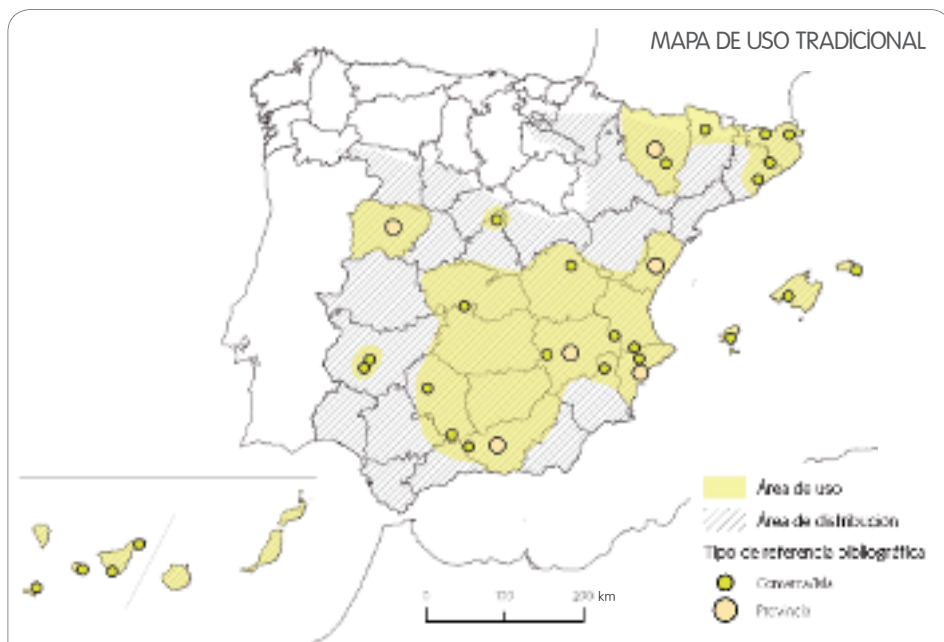 MAPA DE USO TRADICIONAL
Área de uso
Área de distribución
Tipo de referencia bibliográfica
Comarca/Isla
Provincia
0 100 200 km